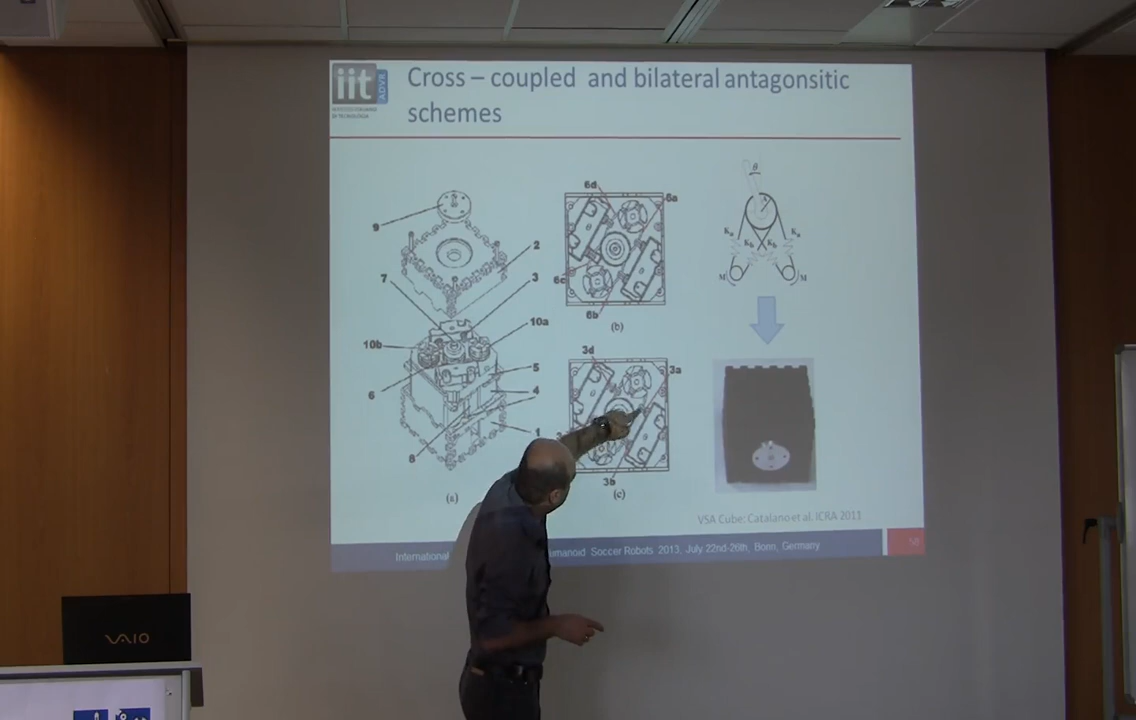 iit
ADVR
Cross – coupled and bilateral antagonsitic
schemes
9
2
7
3
10b
10a
5
6
4
1
8
(a)
6d
6a
6c
6b
(b)
3d
3a
3b
(c)
θ
M
M
VSA Cube: Catalano et al. ICRA 2011
International
manoid Soccer Robots 2013, July 22nd-26th, Bonn, Germany
VAIO